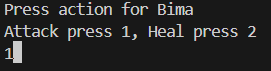 Press action for Bima
Attack press 1, Heal press 2
1